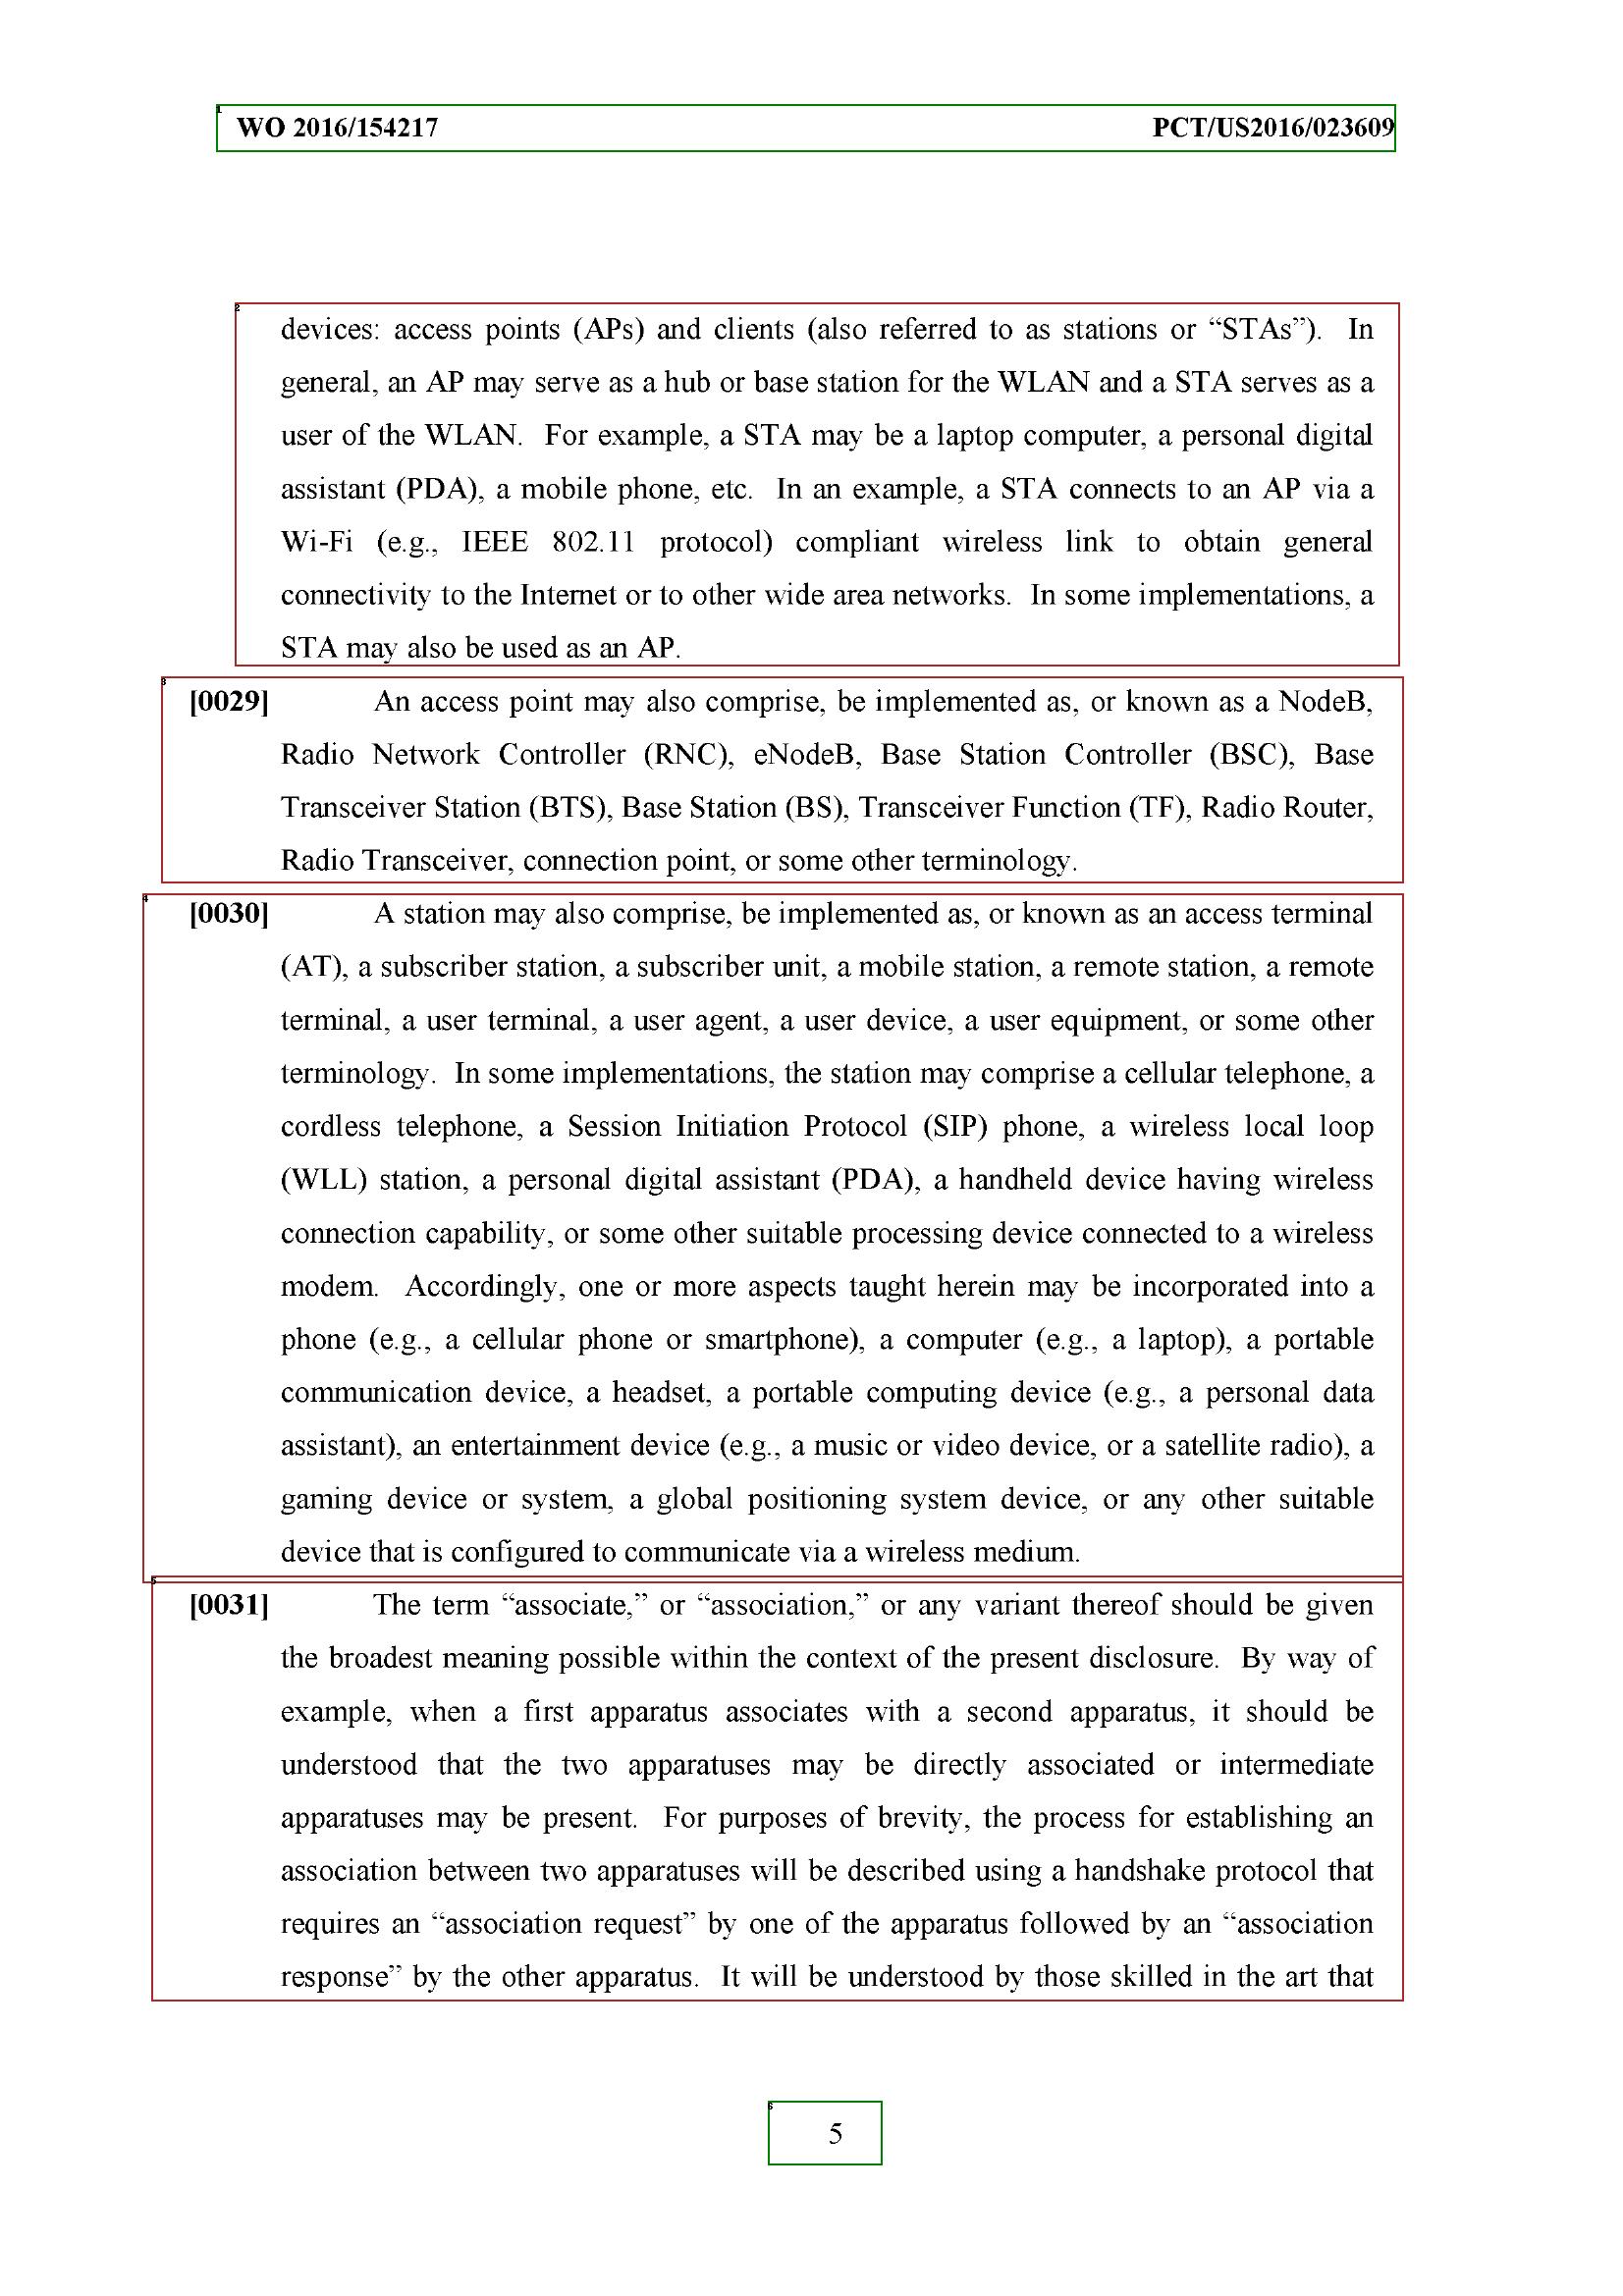 WO 2016/154217 PCT/US2016/023609
devices: access points (APs) and clients (also referred to as stations or “STAs”). In
general, an AP may serve as a hub or base station for the WLAN and a STA serves as a
user of the WLAN. For example, a STA may be a laptop computer, a personal digital
assistant (PDA), a mobile phone, etc. In an example, a STA connects to an AP via a
Wi-Fi (e.g., IEEE 802.11 protocol) compliant wireless link to obtain general
connectivity to the Internet or to other wide area networks. In some implementations, a
STA may also be used as an AP.
[0029] An access point may also comprise, be implemented as, or known as a NodeB,
Radio Network Controller (RNC), eNodeB, Base Station Controller (BSC), Base
Transceiver Station (BTS), Base Station (BS), Transceiver Function (TF), Radio Router,
Radio Transceiver, connection point, or some other terminology.
[0030] A station may also comprise, be implemented as, or known as an access terminal
(AT), a subscriber station, a subscriber unit, a mobile station, a remote station, a remote
terminal, a user terminal, a user agent, a user device, a user equipment, or some other
terminology. In some implementations, the station may comprise a cellular telephone, a
cordless telephone, a Session Initiation Protocol (SIP) phone, a wireless local loop
(WLL) station, a personal digital assistant (PDA), a handheld device having wireless
connection capability, or some other suitable processing device connected to a wireless
modem. Accordingly, one or more aspects taught herein may be incorporated into a
phone (e.g., a cellular phone or smartphone), a computer (e.g., a laptop), a portable
communication device, a headset, a portable computing device (e.g., a personal data
assistant), an entertainment device (e.g., a music or video device, or a satellite radio), a
gaming device or system, a global positioning system device, or any other suitable
device that is configured to communicate via a wireless medium.
[0031] The term “associate,” or “association,” or any variant thereof should be given
the broadest meaning possible within the context of the present disclosure. By way of
example, when a first apparatus associates with a second apparatus, it should be
understood that the two apparatuses may be directly associated or intermediate
apparatuses may be present. For purposes of brevity, the process for establishing an
association between two apparatuses will be described using a handshake protocol that
requires an “association request” by one of the apparatus followed by an “association
response” by the other apparatus. It will be understood by those skilled in the art that
5